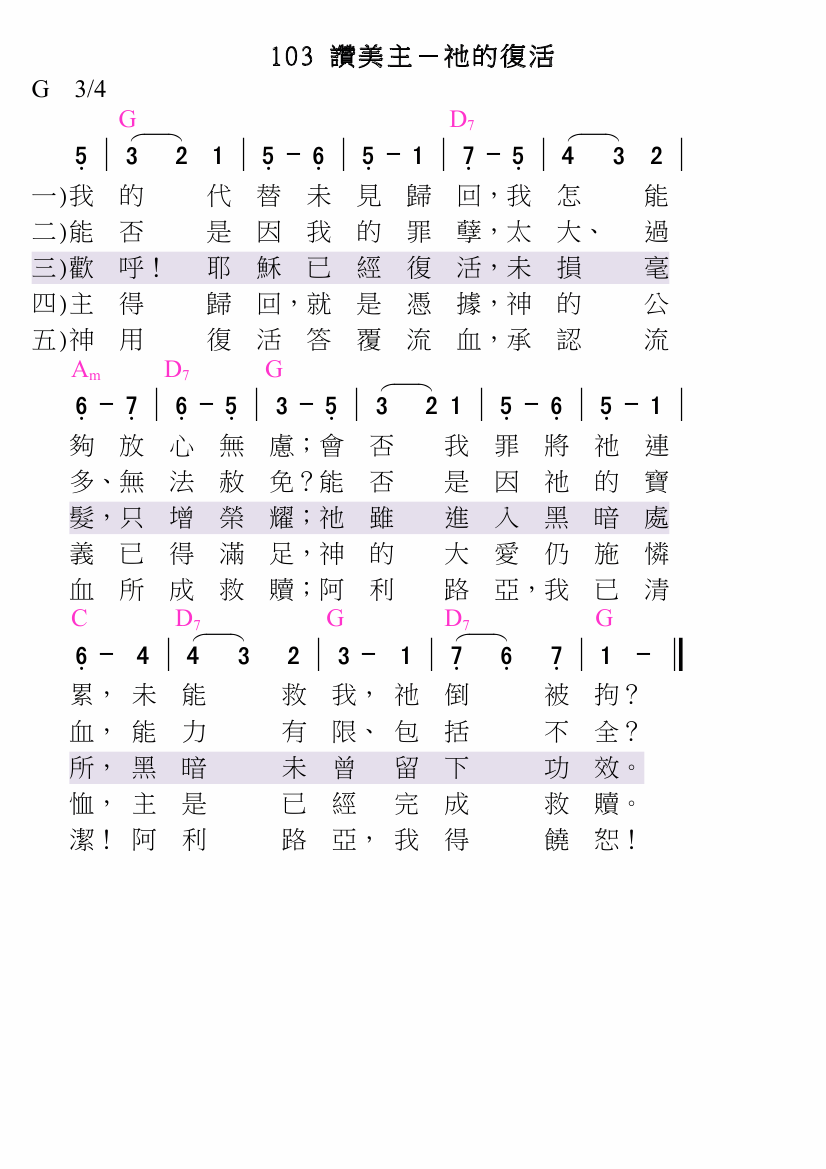 103 讚美主－祂的復活
G 3/4
G D7
5 | 3 2 1 | 5 - 6 | 5 - 1 | 7 - 5 | 4 3 2 |
一)我的代替未見歸回，我怎能
二)能否是因我的罪孽，太大、過
三)歡呼！耶穌已經復活，未損毫
四)主得歸回，就是憑據，神的公
五)神用復活答覆流血，承認流
Am D7 G
6 - 7 | 6 - 5 | 3 - 5 | 3 2 1 | 5 - 6 | 5 - 1 |
夠放心無慮；會否我罪將祂連
多、無法赦免？能否是因祂的寶
髮，只增榮耀；祂雖進入黑暗處
義已得滿足，神的大愛仍施憐
血所成救贖；阿利路亞，我已清
C D7 G D7 G
6 - 4 | 4 3 2 | 3 - 1 | 7 6 7 | 1 - ‖
累，未能救我，祂倒被拘？
血，能力有限、包括不全？
所，黑暗未曾留下功效。
恤，主是已經完成救贖。
潔！阿利路亞，我得饒恕！